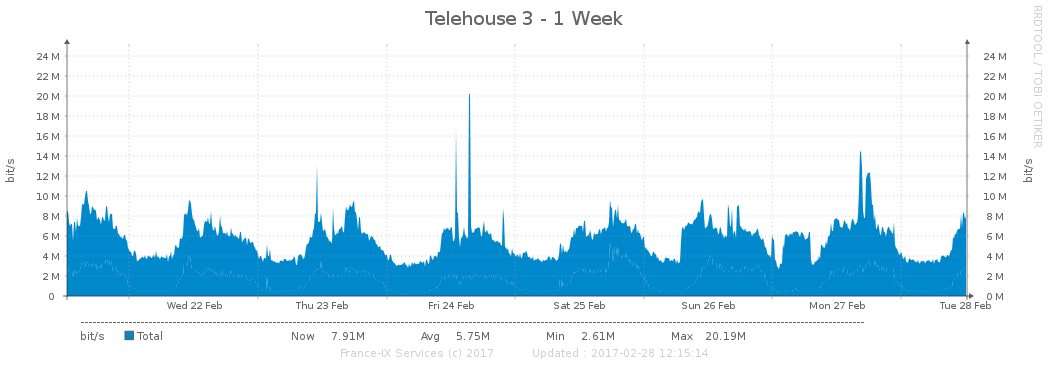 Telehouse 3 - 1 Week
RRDTOOL / TOBI OETIKER
24 M 24 M
22 M 22 M
20 M 20 M
18 M 18 M
16 M 16 M
14 M 14 M
bit/s bit/s
12 M 12 M
10 M 10 M
8 M 8 M
6 M 6 M
4 M 4 M
2 M 2 M
0 0 M
Wed 22 Feb Thu 23 Feb Fri 24 Feb Sat 25 Feb Sun 26 Feb Mon 27 Feb Tue 28 Feb
bit/s Total Now 7.91M Avg 5.75M Min 2.61M Max 20.19M
France-IX Services (c) 2017 Updated : 2017-02-28 12:15:14